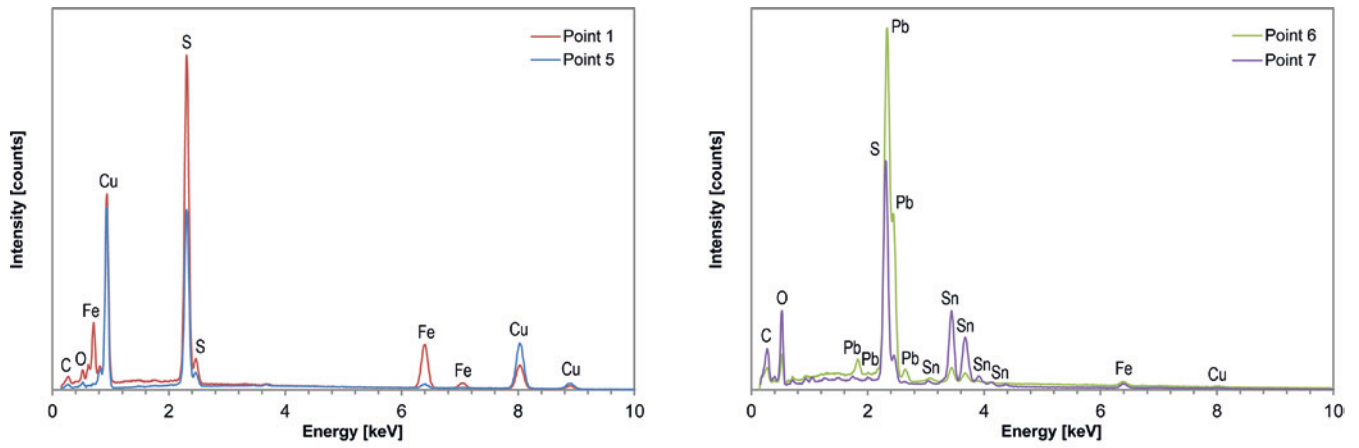 Intensity [counts]
Point 1
Point 5
C
O
Fe
Cu
S
S
Fe
Fe
Cu
Cu
0
2
4
6
8
10
Energy [keV]
Intensity [counts]
Point 6
Point 7
C
O
Pb
Pb
S
Pb
Pb
Pb
Sn
Sn
Sn
Sn
Sn
Fe
Cu
0
2
4
6
8
10
Energy [keV]